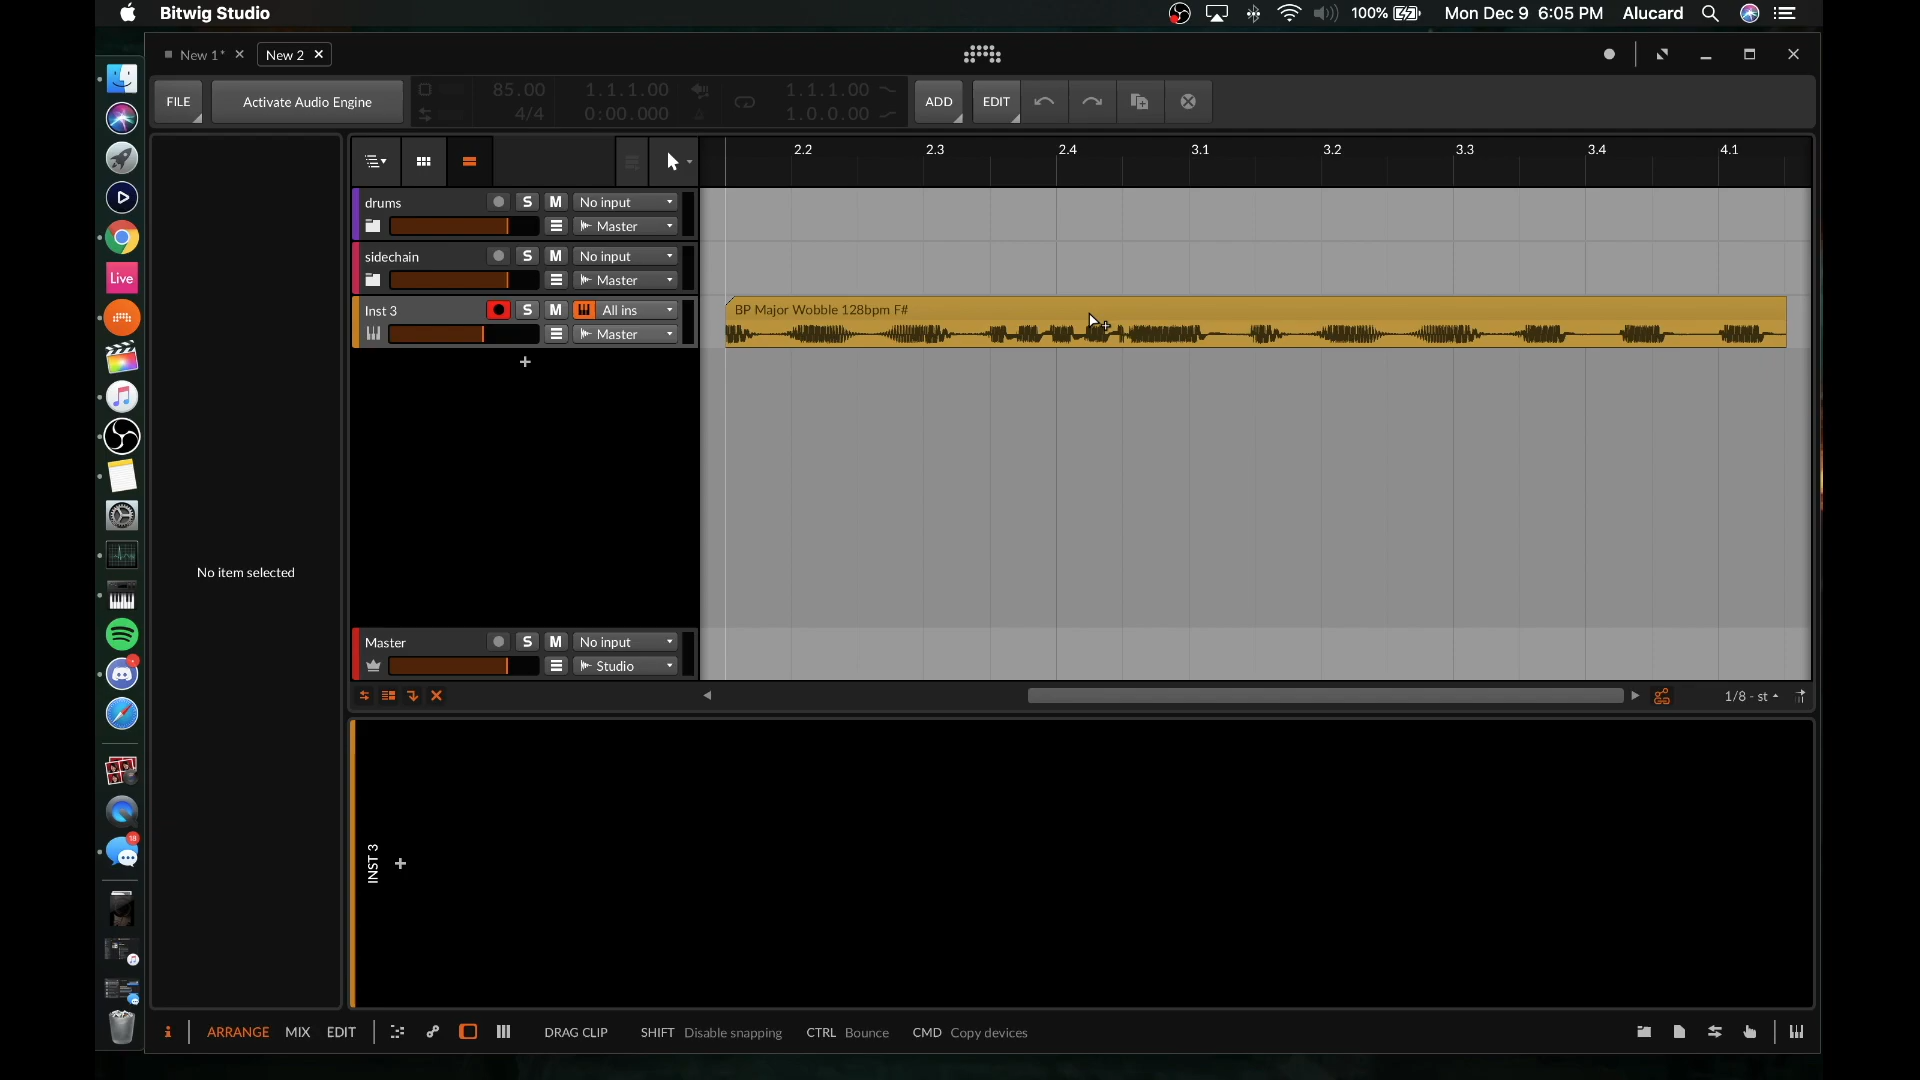 Bitwig Studio
100%
Mon Dec 9 6:05 PM
Alucard
New 1*
New 2
FILE
Activate Audio Engine
85.00
4/4
1.1.1.00
0:00.000
1.1.1.00
1.0.0.00
ADD
EDIT
2.2
2.3
2.4
3.1
3.2
3.3
3.4
4.1
drums
S
M
No input
Master
sidechain
S
M
No input
Master
Inst 3
S
M
All ins
Master
BP Major Wobble 128bpm F#
Live
No item selected
Master
S
M
No input
Studio
1/8 - st
18
INST 3
ARRANGE
MIX
EDIT
DRAG CLIP
SHIFT Disable snapping
CTRL Bounce
CMD Copy devices